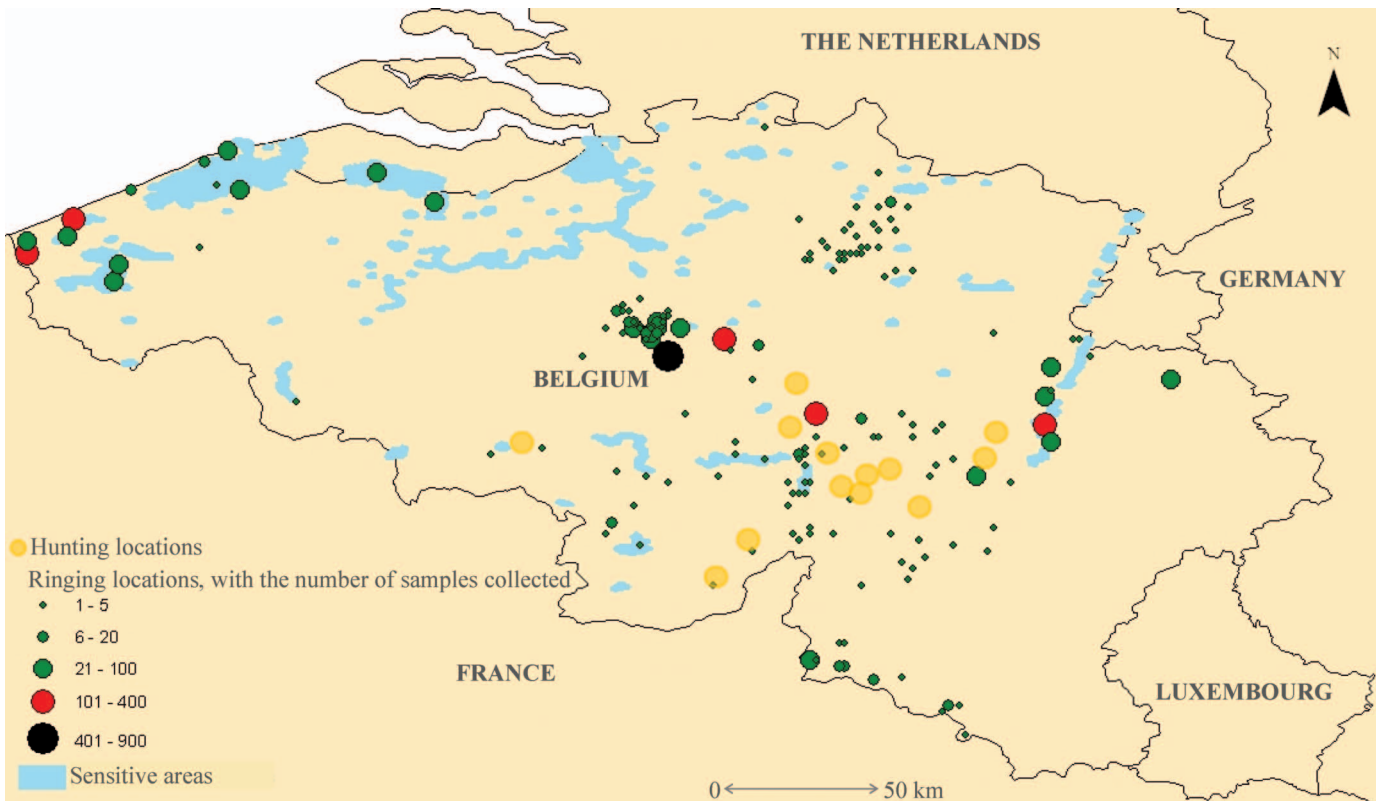 THE NETHERLANDS
N
GERMANY
BELGIUM
Hunting locations
Ringing locations, with the number of samples collected
1 - 5
6 - 20
21 - 100
FRANCE
LUXEMBOURG
101 - 400
401 - 900
Sensitive areas
0 50 km